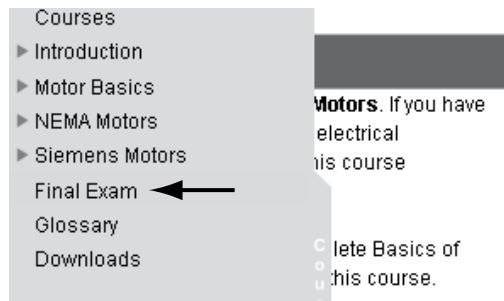 Courses
Introduction
Motor Basics
NEMA Motors
Siemens Motors
Final Exam
Glossary
Downloads
Motors. If you have
electrical
his course
lete Basics of
this course.
C
o
u